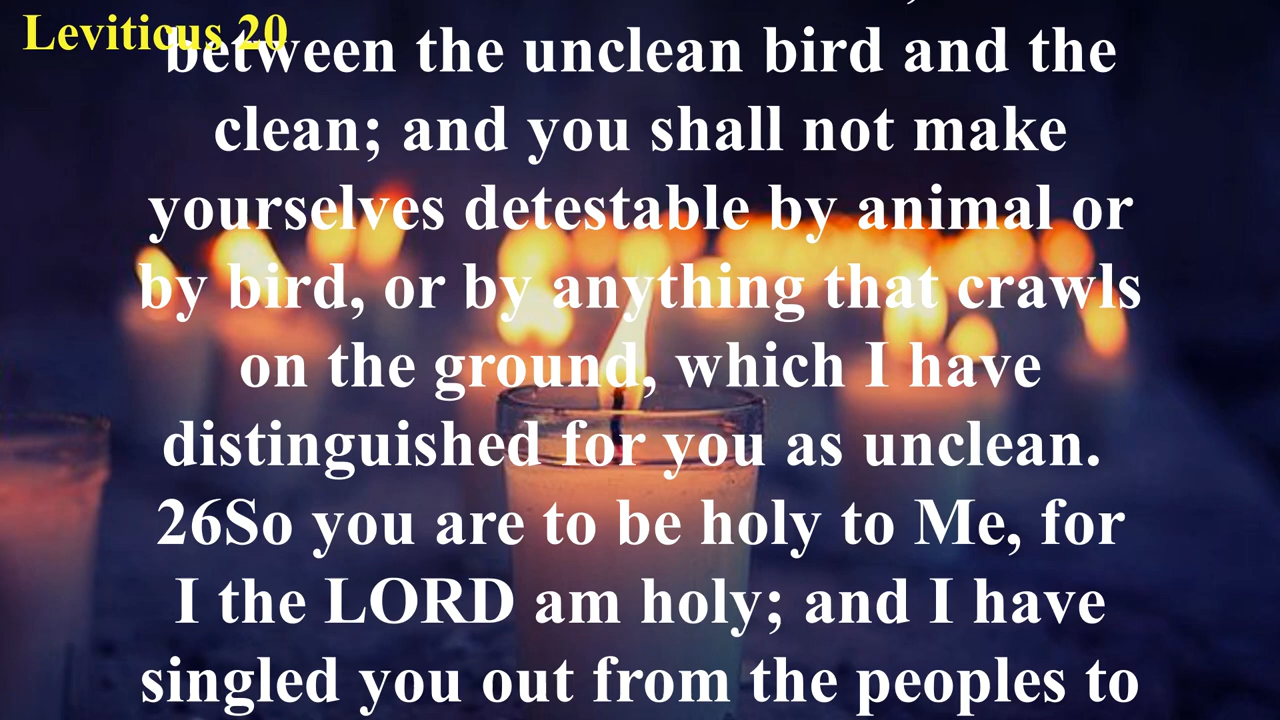 Leviticus 20
between the unclean bird and the
clean; and you shall not make
yourselves detestable by animal or
by bird, or by anything that crawls
on the ground, which I have
distinguished for you as unclean.
26So you are to be holy to Me, for
I the LORD am holy; and I have
singled you out from the peoples to